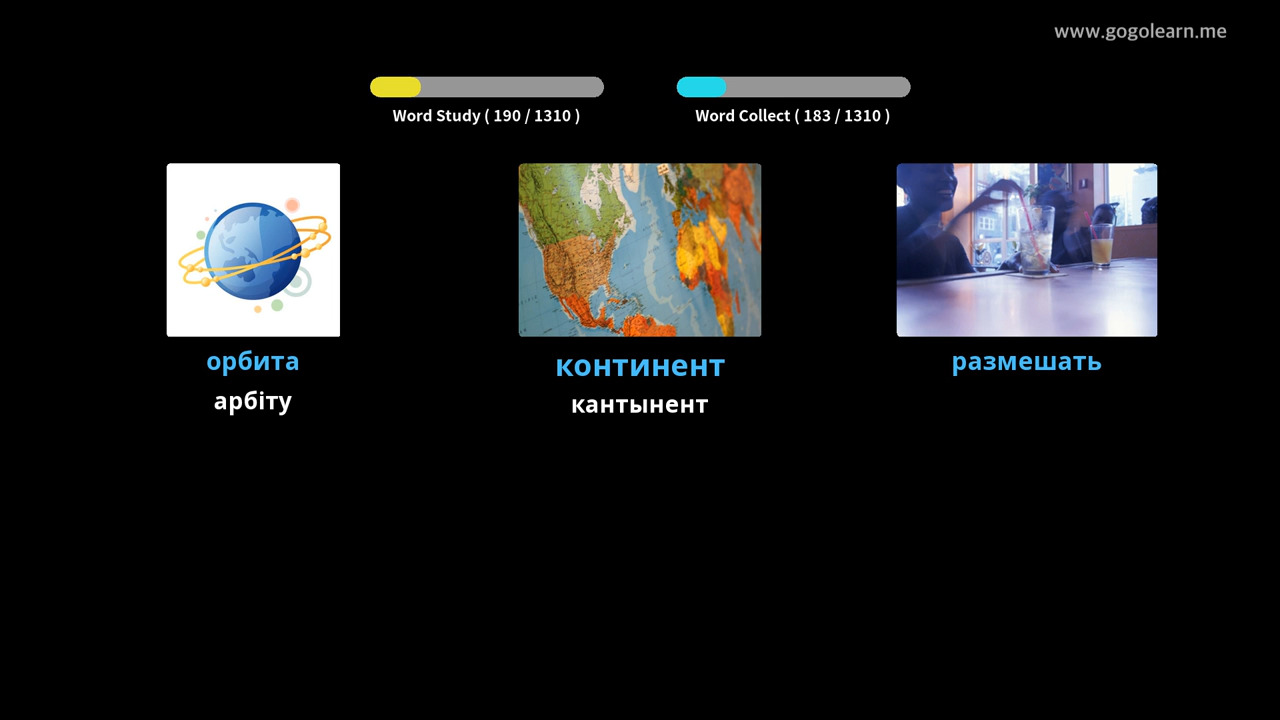 www.gogolearn.me
Word Study ( 190 / 1310 )
Word Collect ( 183 / 1310 )
орбита
арбіту
континент
кантынент
размешать